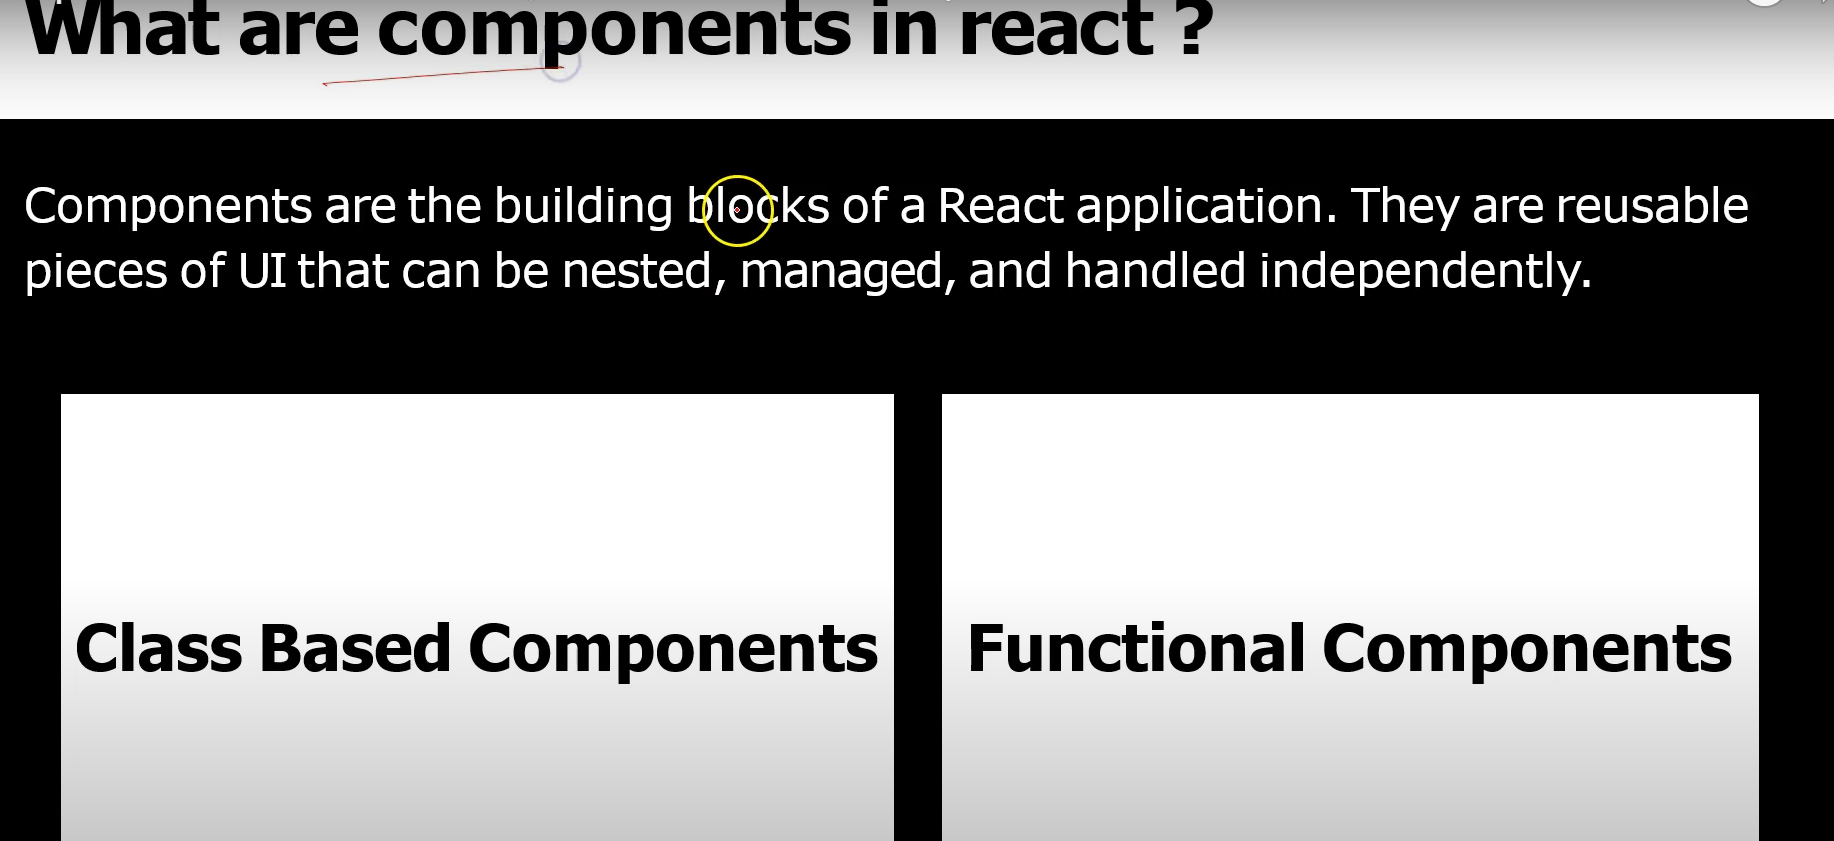 What are components in react ?
Components are the building blocks of a React application. They are reusable
pieces of UI that can be nested, managed, and handled independently.
Class Based Components
Functional Components